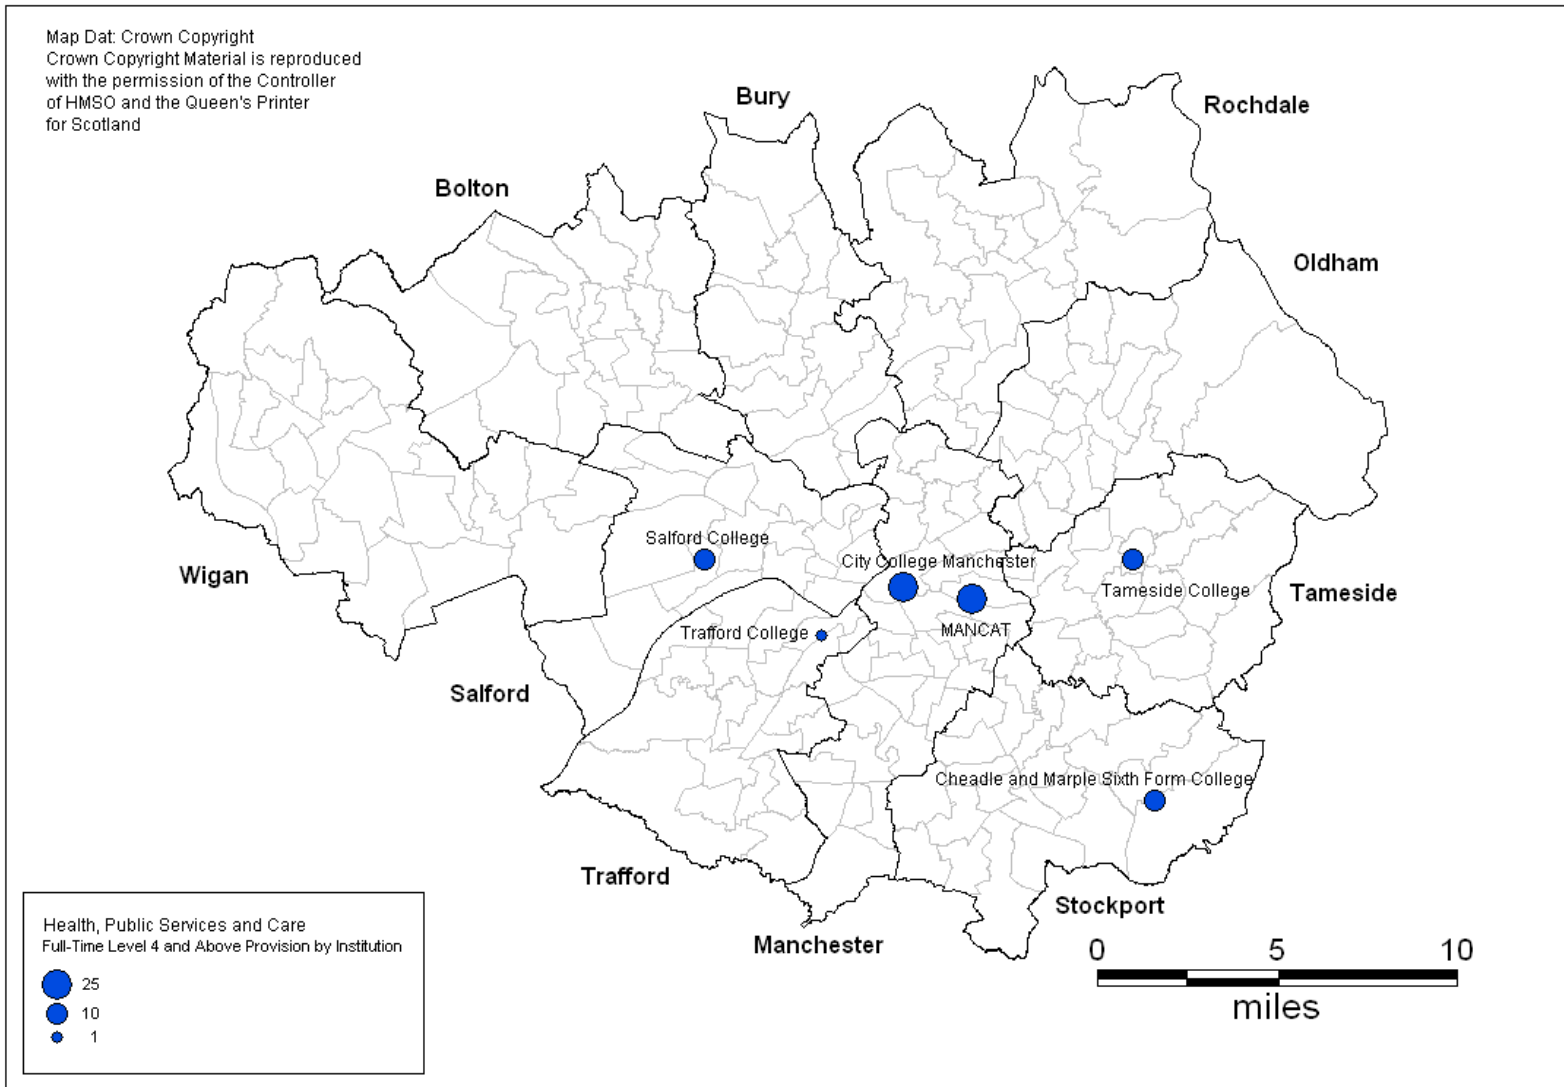 Map Dat: Crown Copyright
Crown Copyright Material is reproduced
with the permission of the Controller
of HMSO and the Queen's Printer
for Scotland
Bury
Rochdale
Bolton
Oldham
Salford College
City College Manchester
Wigan
Tameside College
Tameside
Trafford College
MANCAT
Salford
Cheadle and Marple Sixth Form College
Trafford
Stockport
Manchester
Health, Public Services and Care
Full-Time Level 4 and Above Provision by Institution
25
10
1
0 5 10
miles